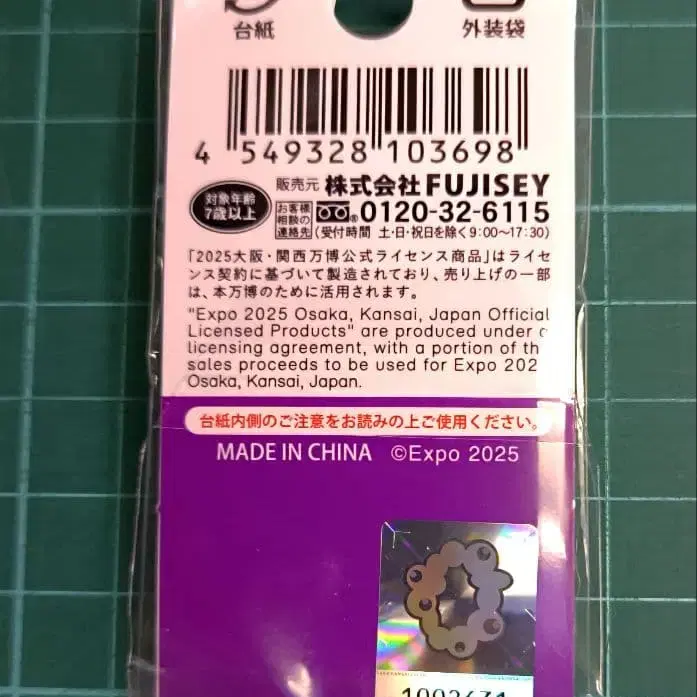 台紙
外装袋
4 549328 103698
対象年齢
7歳以上
販売元 株式会社 FUJISEY
お客様
相談の
連絡先
® 0120-32-6115
(受付時間 土・日・祝日を除く9:00~17:30)
「2025大阪・関西万博公式ライセンス商品」はライセ
ンス契約に基づいて製造されており、売り上げの一部
は、本万博のために活用されます。
"Expo 2025 Osaka, Kansai, Japan Official
Licensed Products" are produced under
licensing agreement, with a portion of th
sales proceeds to be used for Expo 202
Osaka, Kansai, Japan.
台紙内側のご注意をお読みの上ご使用ください。
MADE IN CHINA ©Expo 2025